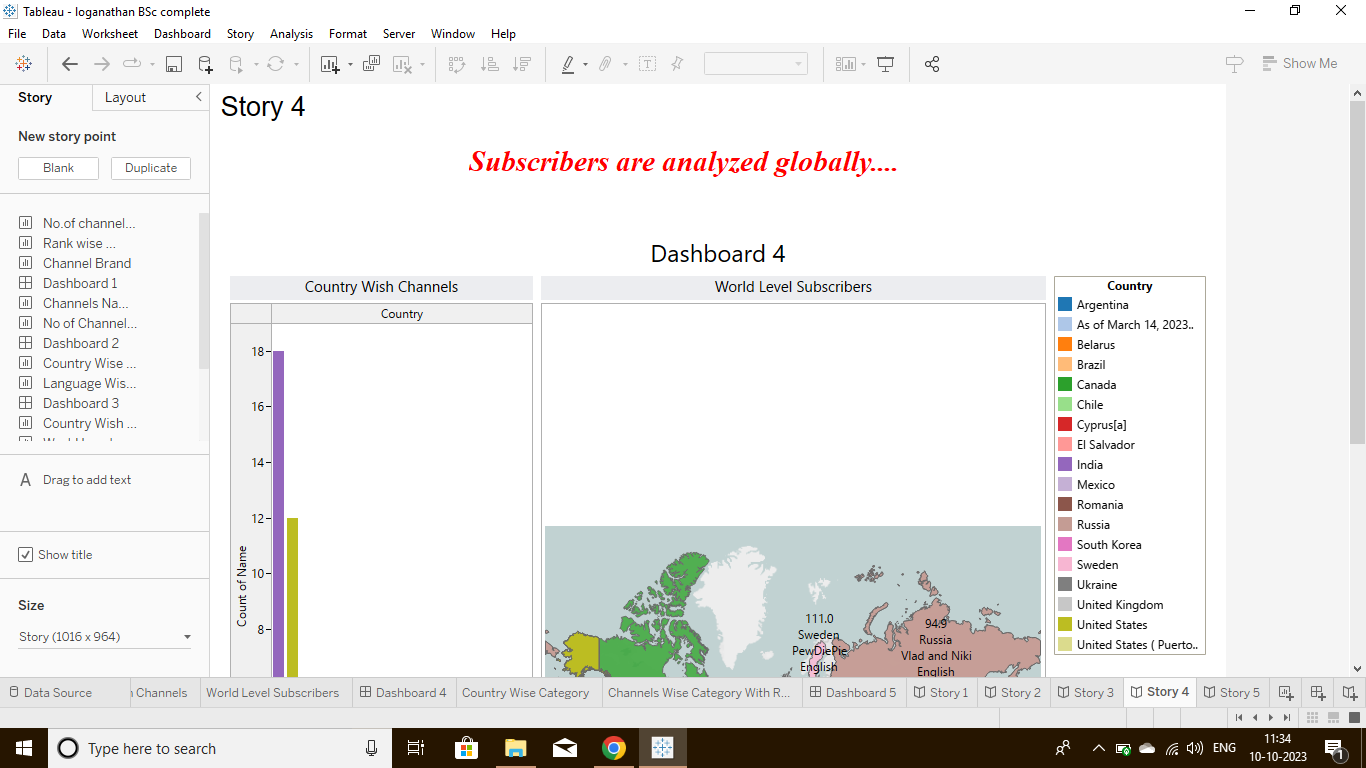 Tableau - loganathan BSc complete
File Data Worksheet Dashboard Story Analysis Format Server Window Help
Show Me
Story Layout
New story point
Blank Duplicate
No.of channel...
Rank wise ...
Channel Brand
Dashboard 1
Channels Na...
No of Channel...
Dashboard 2
Country Wise ...
Language Wis...
Dashboard 3
Country Wish ...
A Drag to add text
Show title
Size
Story (1016 x 964)
Story 4
Subscribers are analyzed globally....
Dashboard 4
Country Wish Channels
Country
18
16
14
12
10
8
Count of Name
World Level Subscribers
111.0
Sweden
PewDiePie
English
94.9
Russia
Vlad and Niki
English
Country
Argentina
As of March 14, 2023..
Belarus
Brazil
Canada
Chile
Cyprus[a]
El Salvador
India
Mexico
Romania
Russia
South Korea
Sweden
Ukraine
United Kingdom
United States
United States ( Puerto..
Data Source Channels World Level Subscribers Dashboard 4 Country Wise Category Channels Wise Category With R... Dashboard 5 Story 1 Story 2 Story 3 Story 4 Story 5
Type here to search
ENG
11:34
10-10-2023
1